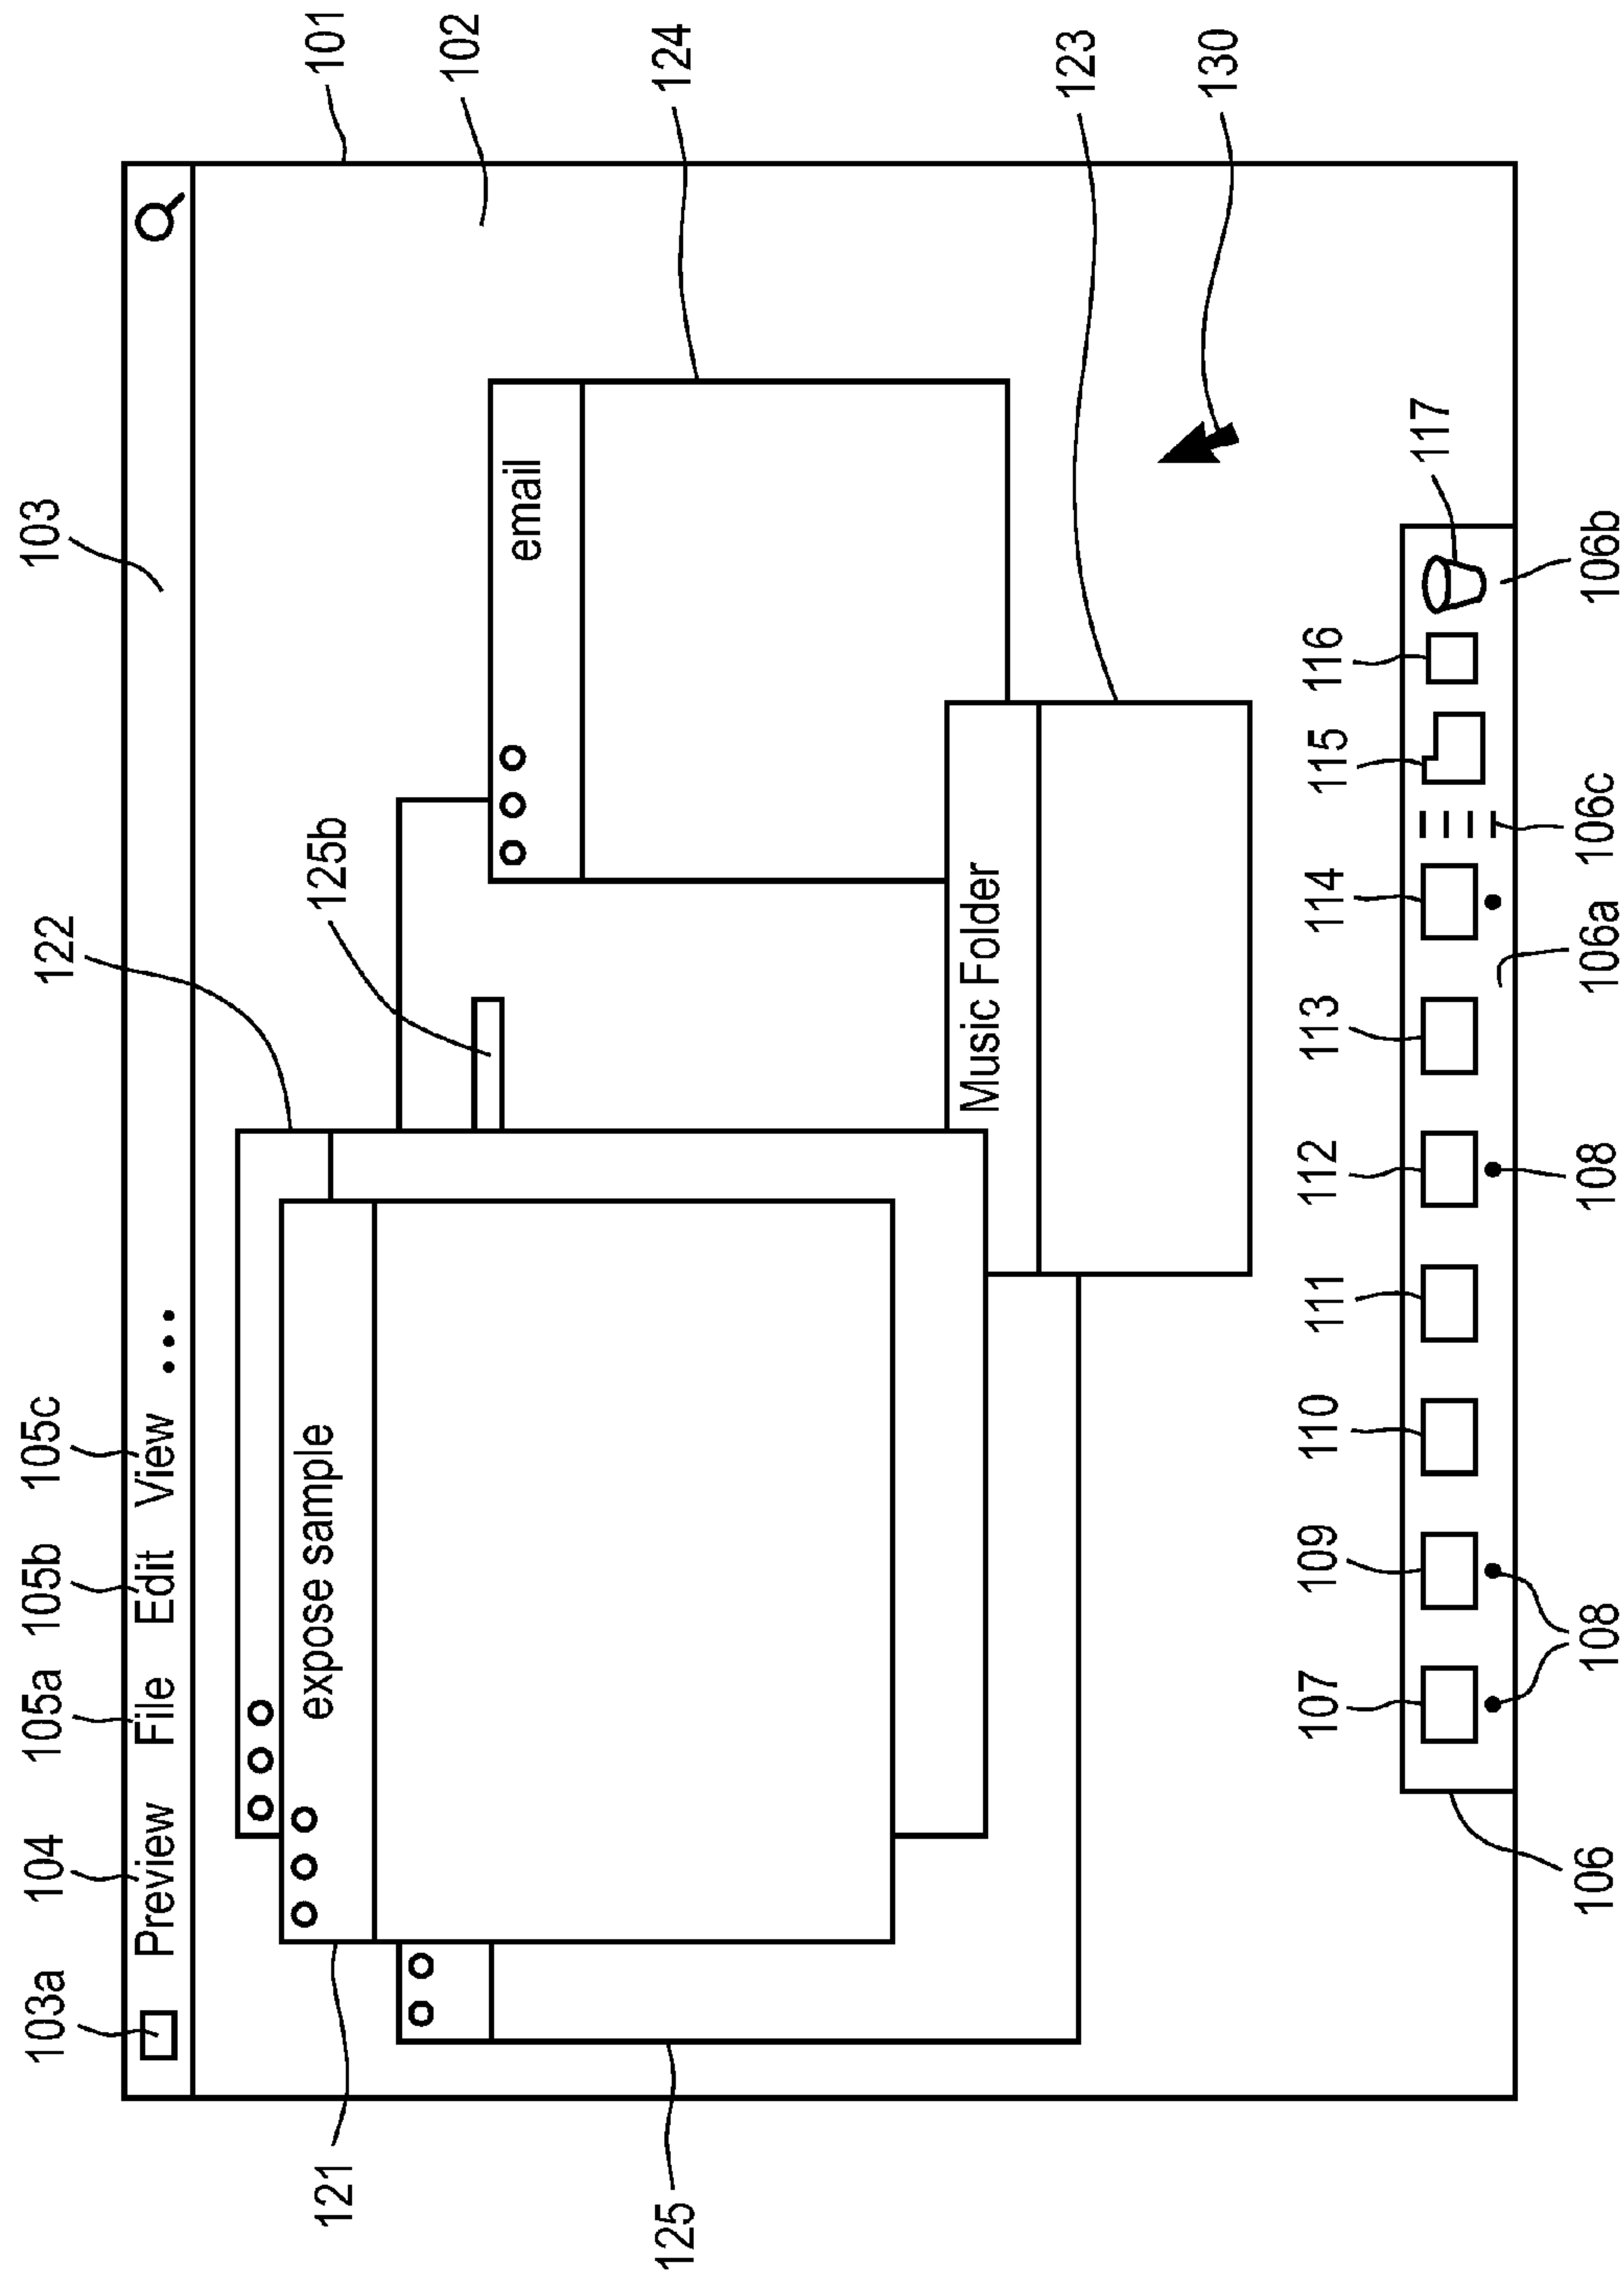 103a 104 105a 105b 105c 122 103
Preview File Edit View ...
101
102
124
123
130
121
125
125b
expose sample
email
Music Folder
107 109 110 111 112 113 114 115 116 117
106 108 108 106a 106c 106b